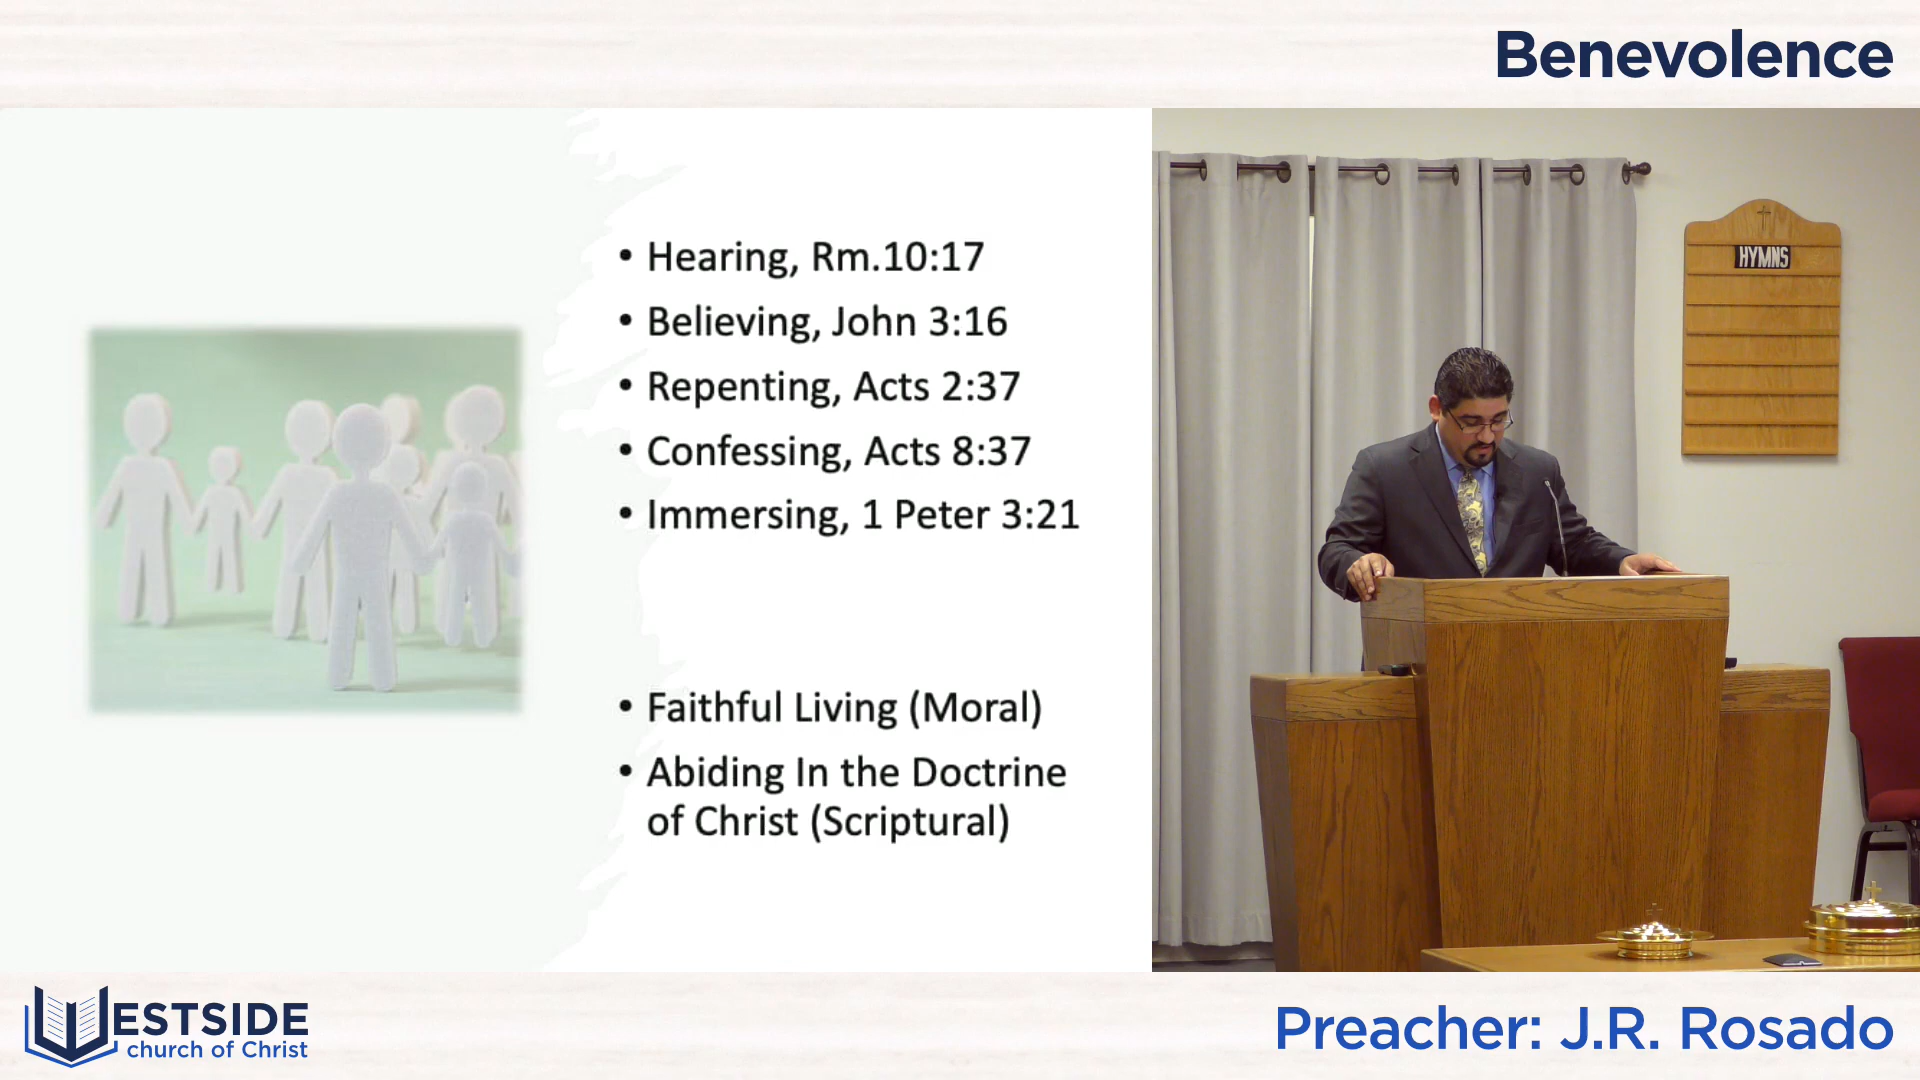 Benevolence
• Hearing, Rm.10:17
• Believing, John 3:16
• Repenting, Acts 2:37
• Confessing, Acts 8:37
• Immersing, 1 Peter 3:21
• Faithful Living (Moral)
• Abiding In the Doctrine
of Christ (Scriptural)
HYMNS
WESTSIDE
church of Christ
Preacher: J.R. Rosado